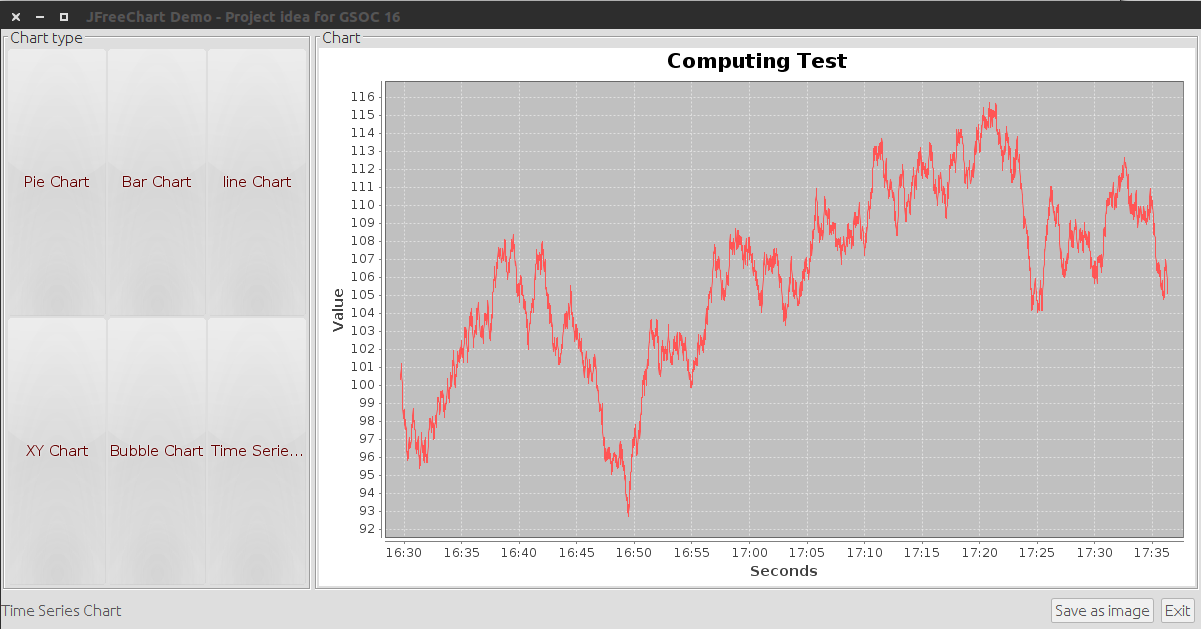 JFreeChart Demo - Project idea for GSOC 16
Chart type
Pie Chart
Bar Chart
line Chart
XY Chart
Bubble Chart
Time Serie...
Chart
Computing Test
Value
116
115
114
113
112
111
110
109
108
107
106
105
104
103
102
101
100
99
98
97
96
95
94
93
92
16:30 16:35 16:40 16:45 16:50 16:55 17:00 17:05 17:10 17:15 17:20 17:25 17:30 17:35
Seconds
Time Series Chart
Save as image
Exit